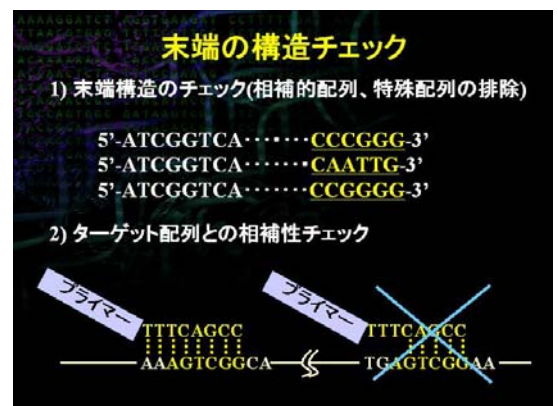 末端の構造チェック
1) 末端構造のチェック(相補的配列、特殊配列の排除)
5’-ATCGGTCA‥‥‥‥CCCGGG-3’
5’-ATCGGTCA‥‥‥‥CAATTG-3’
5’-ATCGGTCA‥‥‥‥CCGGGG-3’
2) ターゲット配列との相補性チェック
プライマー
TTTCAGCC
AAAGTCGGCA
プライマー
TTTCAGCC
TGAGTCGGAA